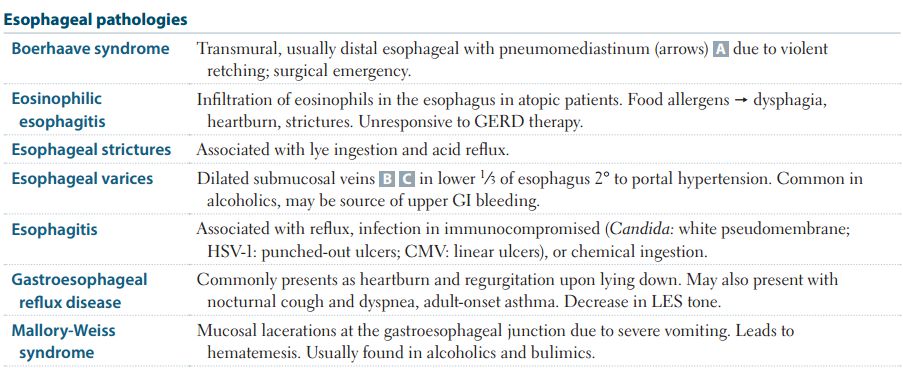 Esophageal pathologies
Boerhaave syndrome Transmural, usually distal esophageal with pneumomediastinum (arrows) A due to violent
retching; surgical emergency.
Eosinophilic Infiltration of eosinophils in the esophagus in atopic patients. Food allergens → dysphagia,
esophagitis heartburn, strictures. Unresponsive to GERD therapy.
Esophageal strictures Associated with lye ingestion and acid reflux.
Esophageal varices Dilated submucosal veins B C in lower 1/3 of esophagus 2° to portal hypertension. Common in
alcoholics, may be source of upper GI bleeding.
Esophagitis Associated with reflux, infection in immunocompromised (Candida: white pseudomembrane;
HSV-1: punched-out ulcers; CMV: linear ulcers), or chemical ingestion.
Gastroesophageal Commonly presents as heartburn and regurgitation upon lying down. May also present with
reflux disease nocturnal cough and dyspnea, adult-onset asthma. Decrease in LES tone.
Mallory-Weiss Mucosal lacerations at the gastroesophageal junction due to severe vomiting. Leads to
syndrome hematemesis. Usually found in alcoholics and bulimics.